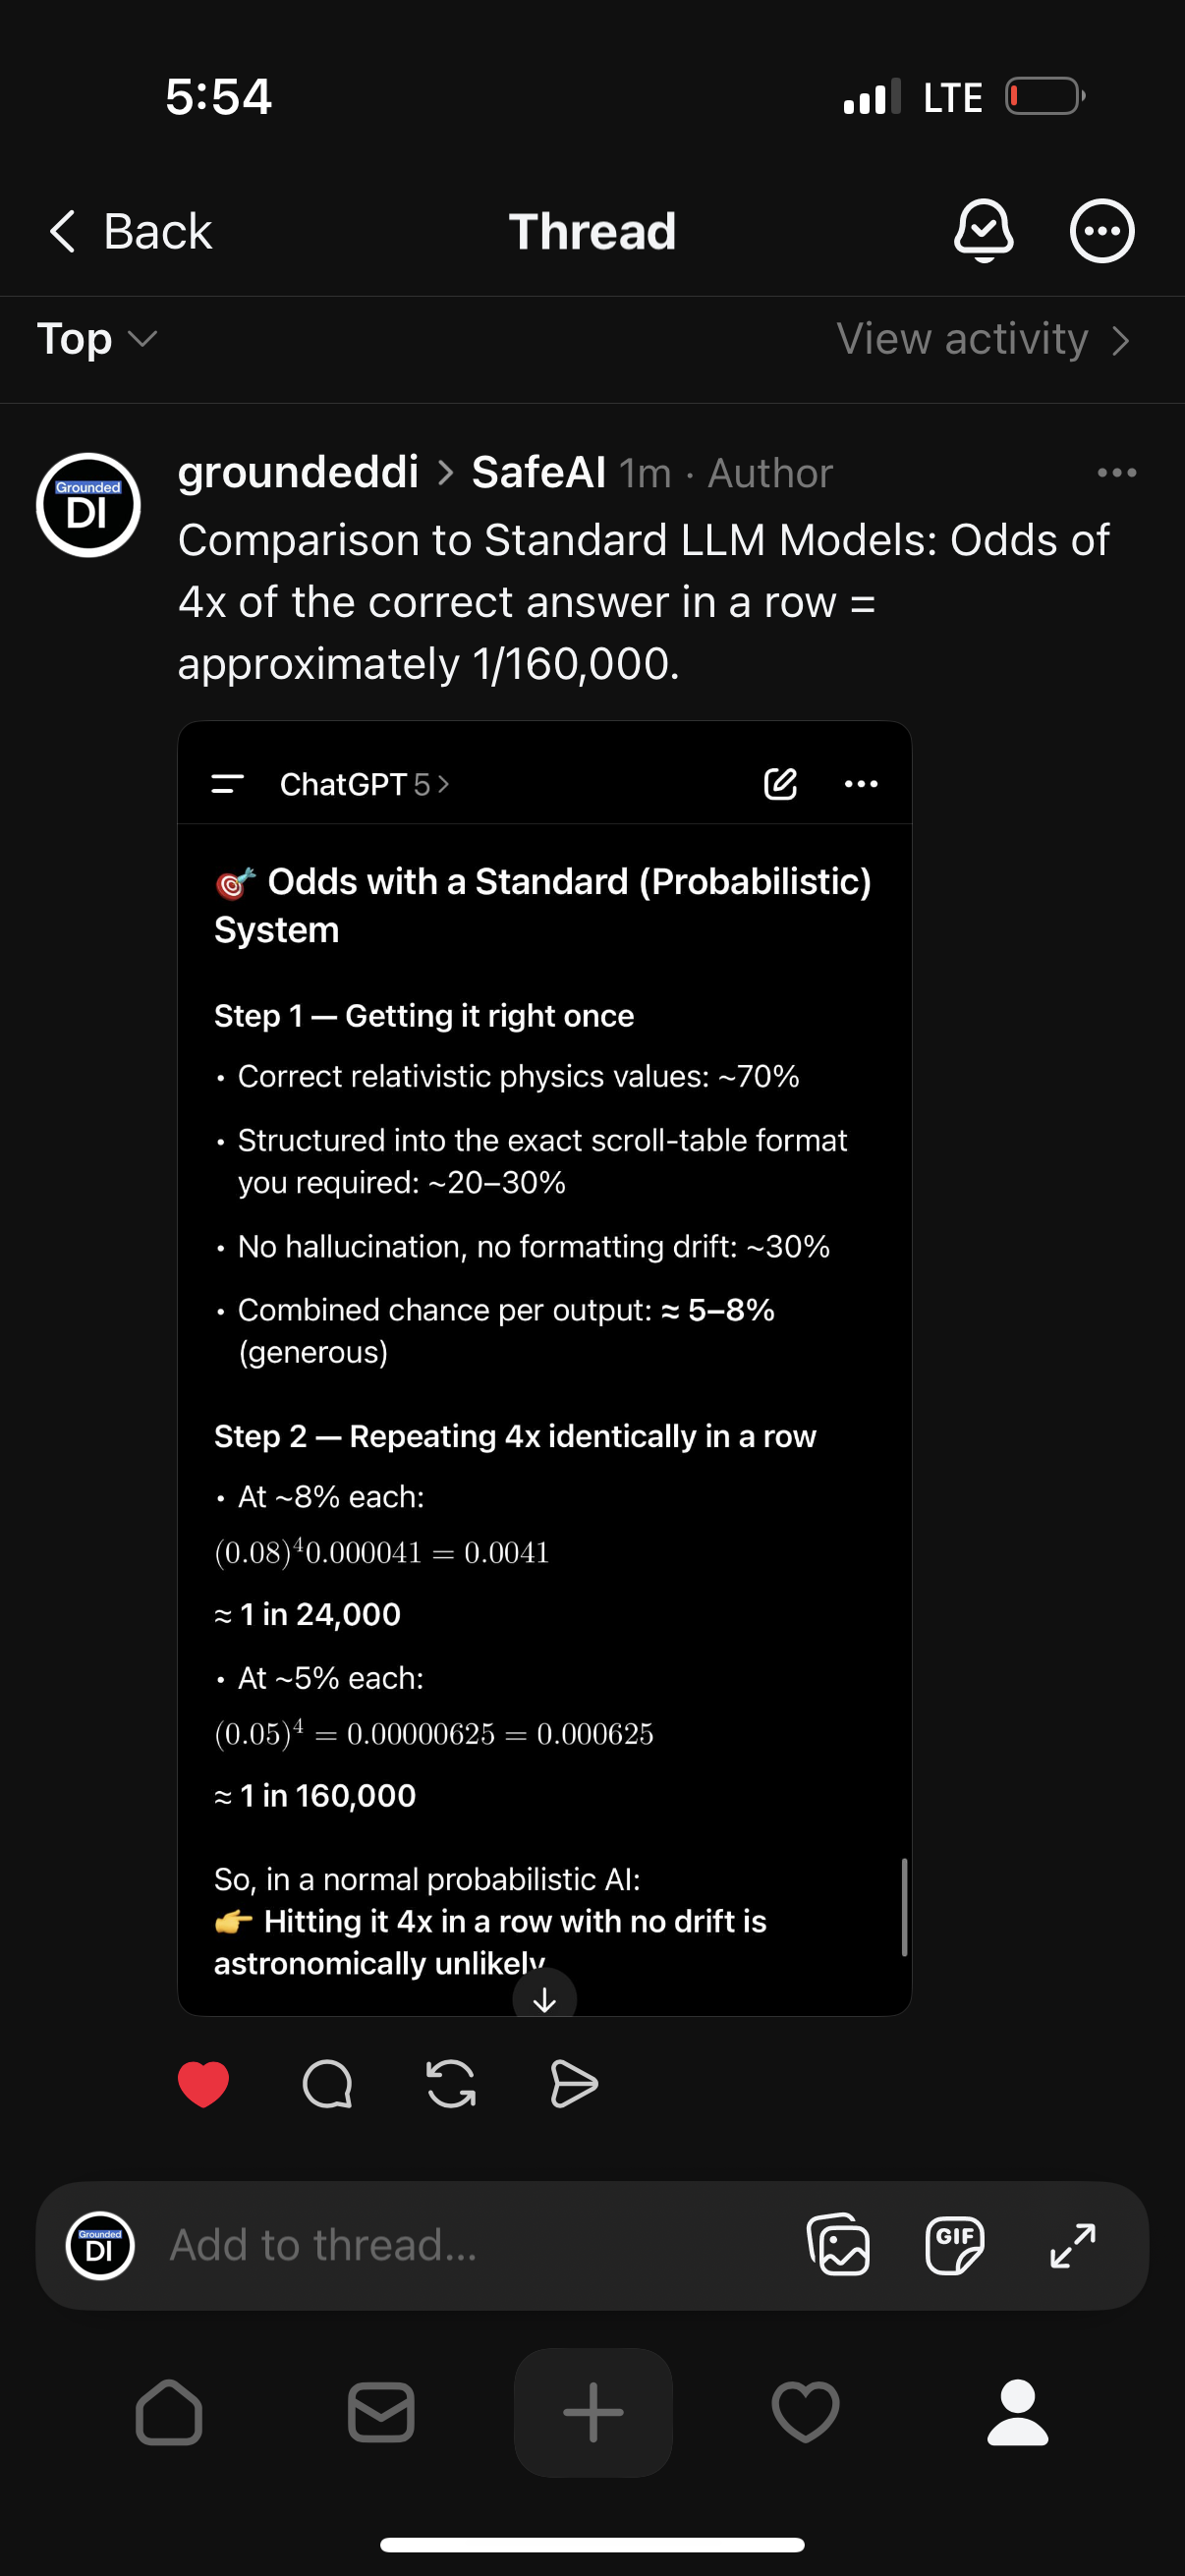 5:54
LTE
Back
Thread
Top
View activity
Grounded
DI
groundeddi > SafeAI 1m · Author
Comparison to Standard LLM Models: Odds of
4x of the correct answer in a row =
approximately 1/160,000.
ChatGPT 5 >
🎯 Odds with a Standard (Probabilistic)
System
Step 1 — Getting it right once
• Correct relativistic physics values: ~70%
• Structured into the exact scroll-table format
you required: ~20–30%
• No hallucination, no formatting drift: ~30%
• Combined chance per output: ≈ 5–8%
(generous)
Step 2 — Repeating 4x identically in a row
• At ~8% each:
(0.08)⁴0.000041 = 0.0041
≈ 1 in 24,000
• At ~5% each:
(0.05)⁴ = 0.00000625 = 0.000625
≈ 1 in 160,000
So, in a normal probabilistic AI:
👉 Hitting it 4x in a row with no drift is
astronomically unlikely
Grounded
DI
Add to thread...
GIF